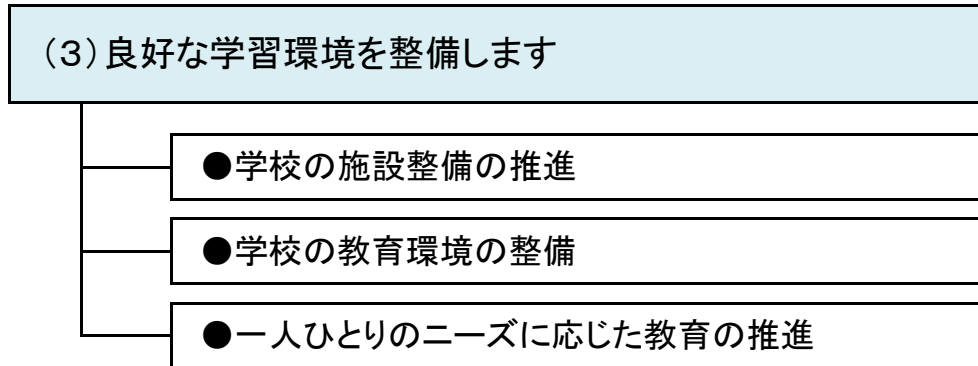 （３）良好な学習環境を整備します
●学校の施設整備の推進
●学校の教育環境の整備
●一人ひとりのニーズに応じた教育の推進